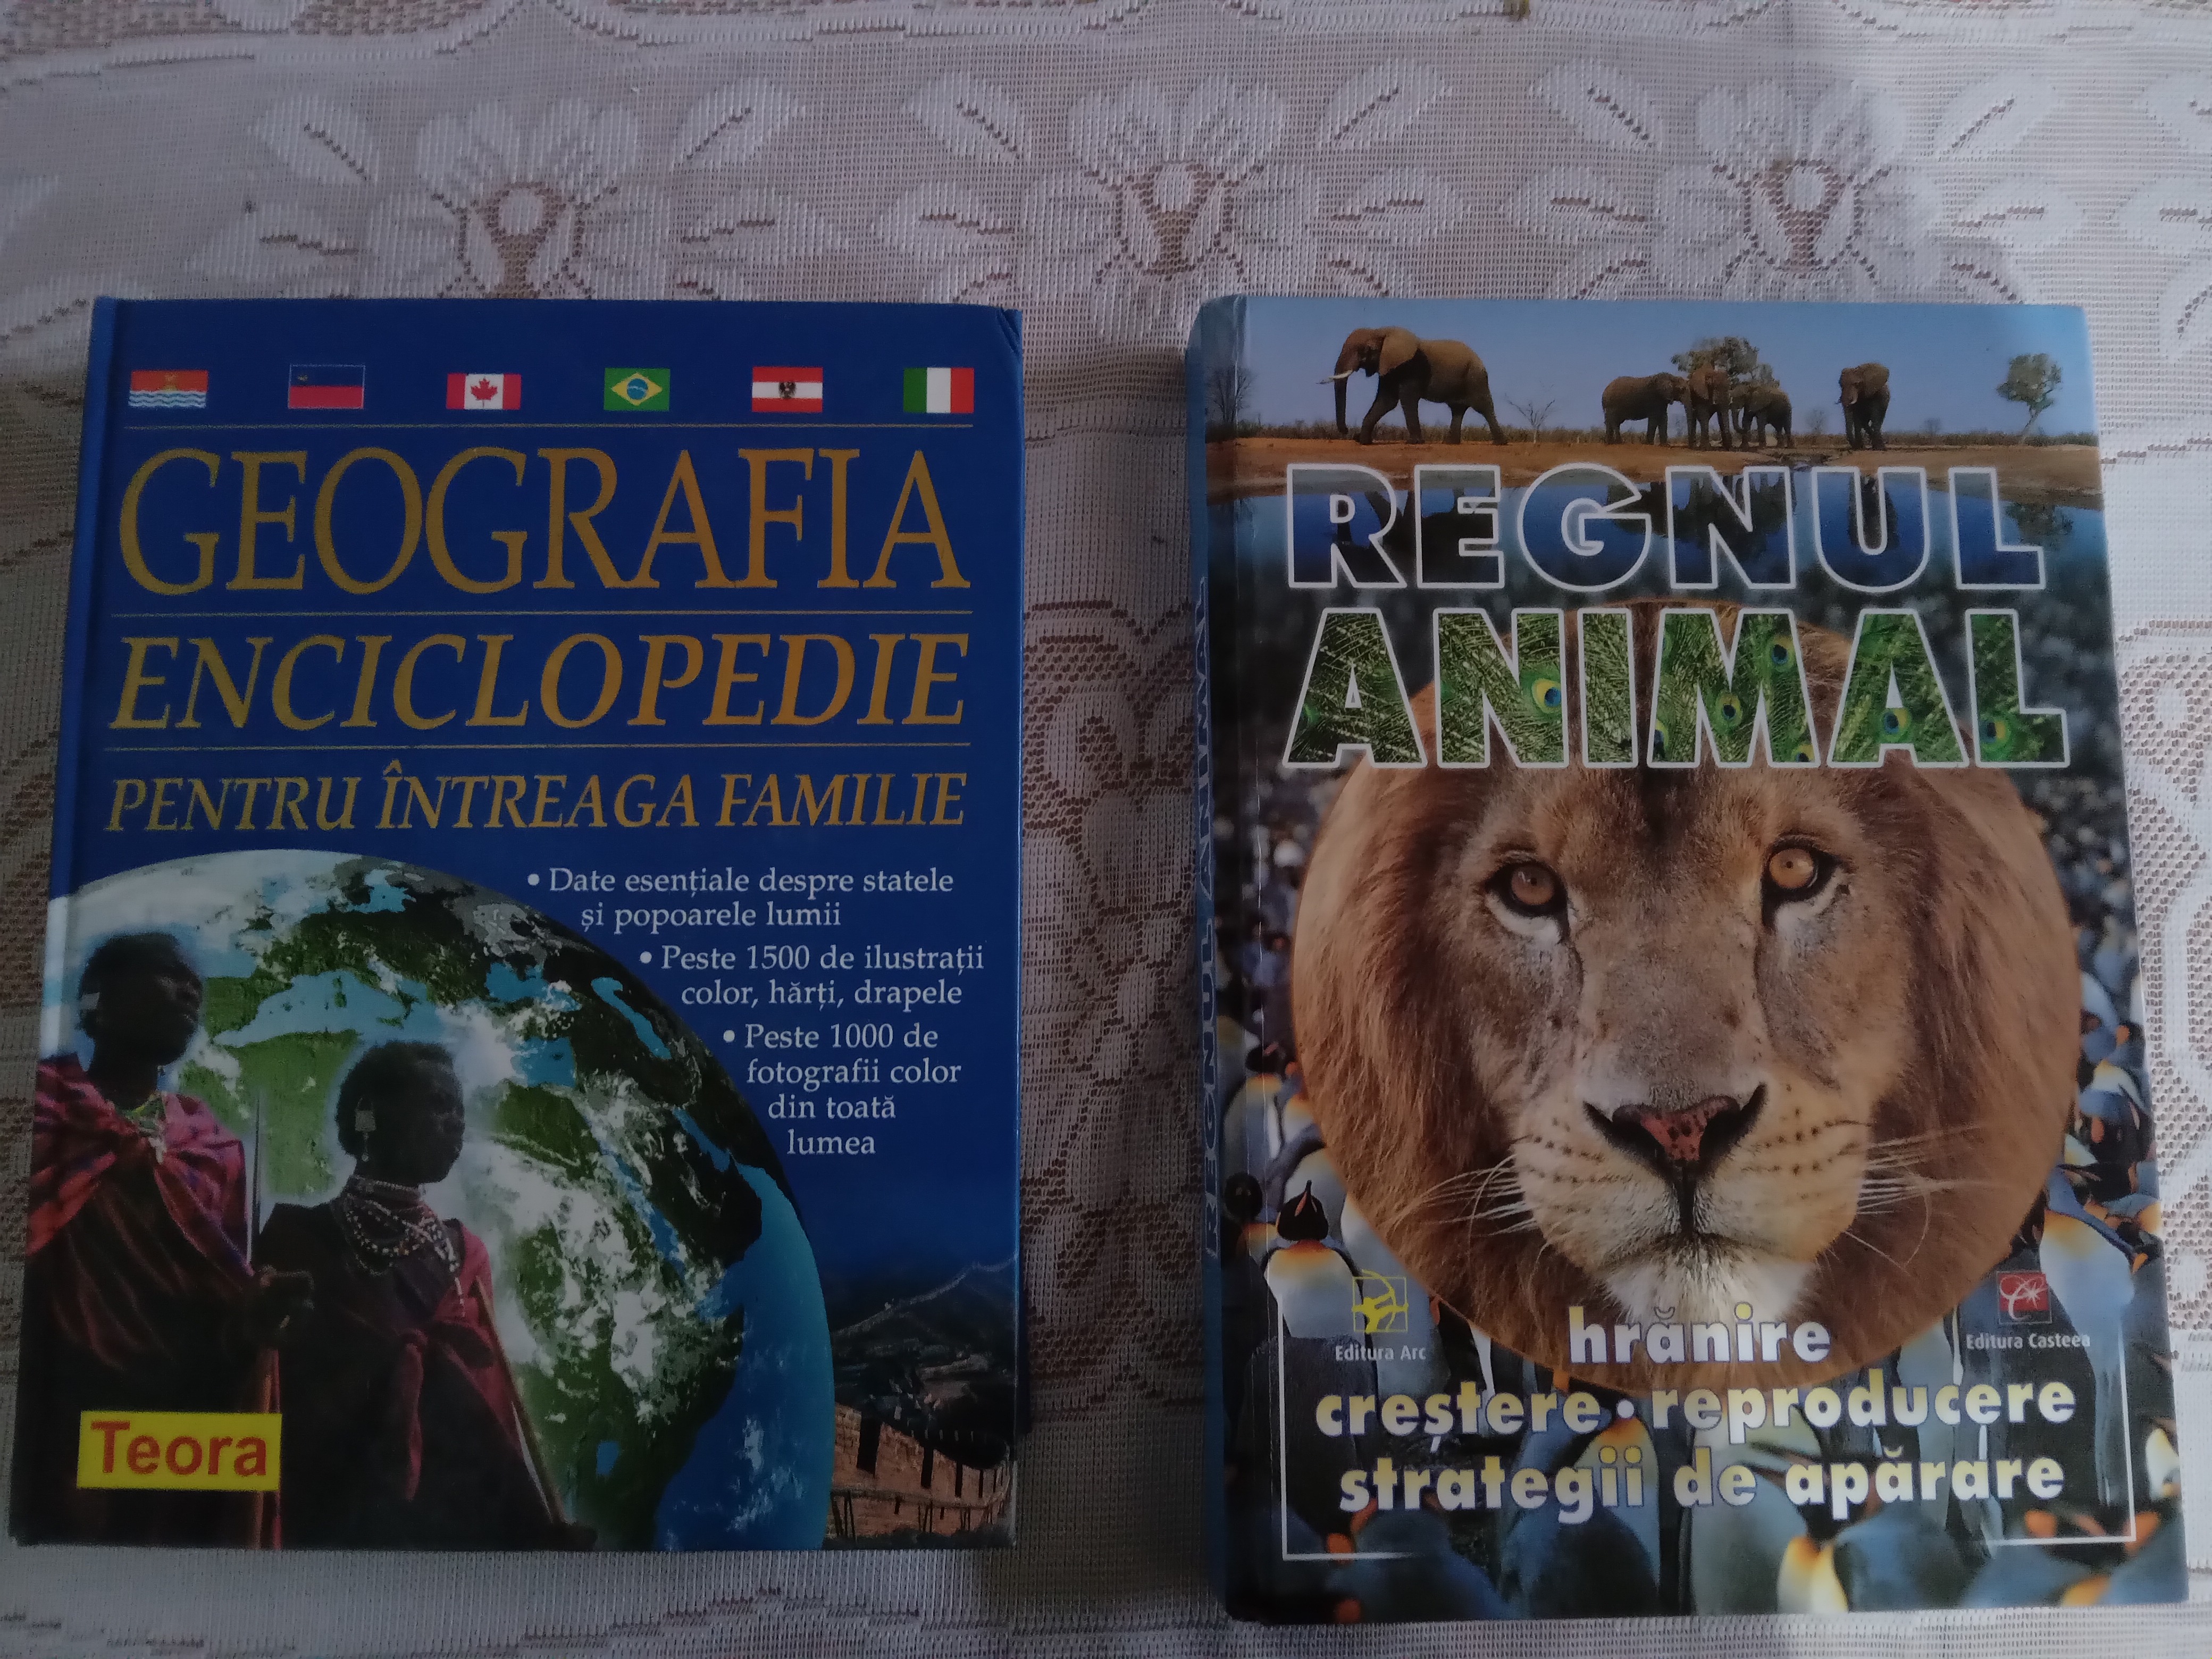 GEOGRAFIA
ENCICLOPEDIE
PENTRU ÎNTREAGA FAMILIE
• Date esențiale despre statele
și popoarele lumii
• Peste 1500 de ilustrații
color, hărți, drapele
• Peste 1000 de
fotografii color
din toată
lumea
Teora
REGNUL ANIMAL
REGNUL
ANIMAL
Editura Arc
Editura Casteea
hrănire
creștere • reproducere
strategii de apărare